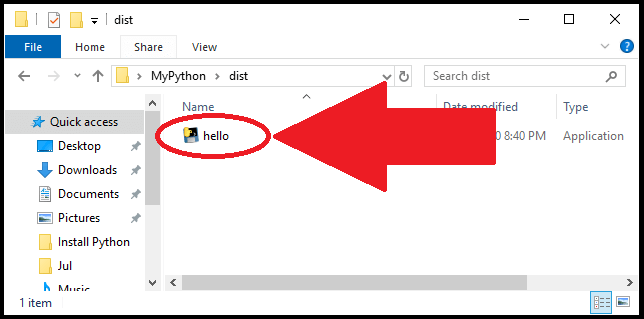 dist
File Home Share View
MyPython dist
Search dist
Name Date modified Type
Quick access
hello 0 8:40 PM Application
Desktop
Downloads
Documents
Pictures
Install Python
Jul
Music
1 item